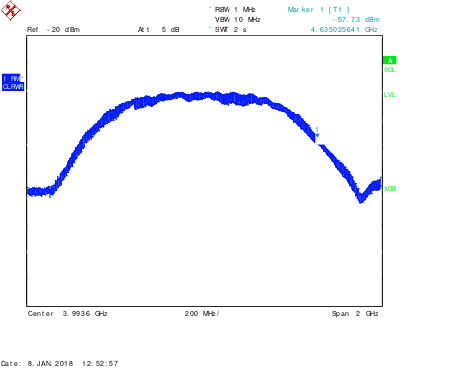 * RBW 1 MHz Marker 1 [T1 ]
VBW 10 MHz -57.73 dBm
Ref -20 dBm Att 5 dB * SWT 2 s 4.635025641 GHz
A
SGL
1 RM*
CLRWR
LVL
1
3DB
Center 3.9936 GHz 200 MHz/ Span 2 GHz
Date: 8.JAN.2018 12:52:57